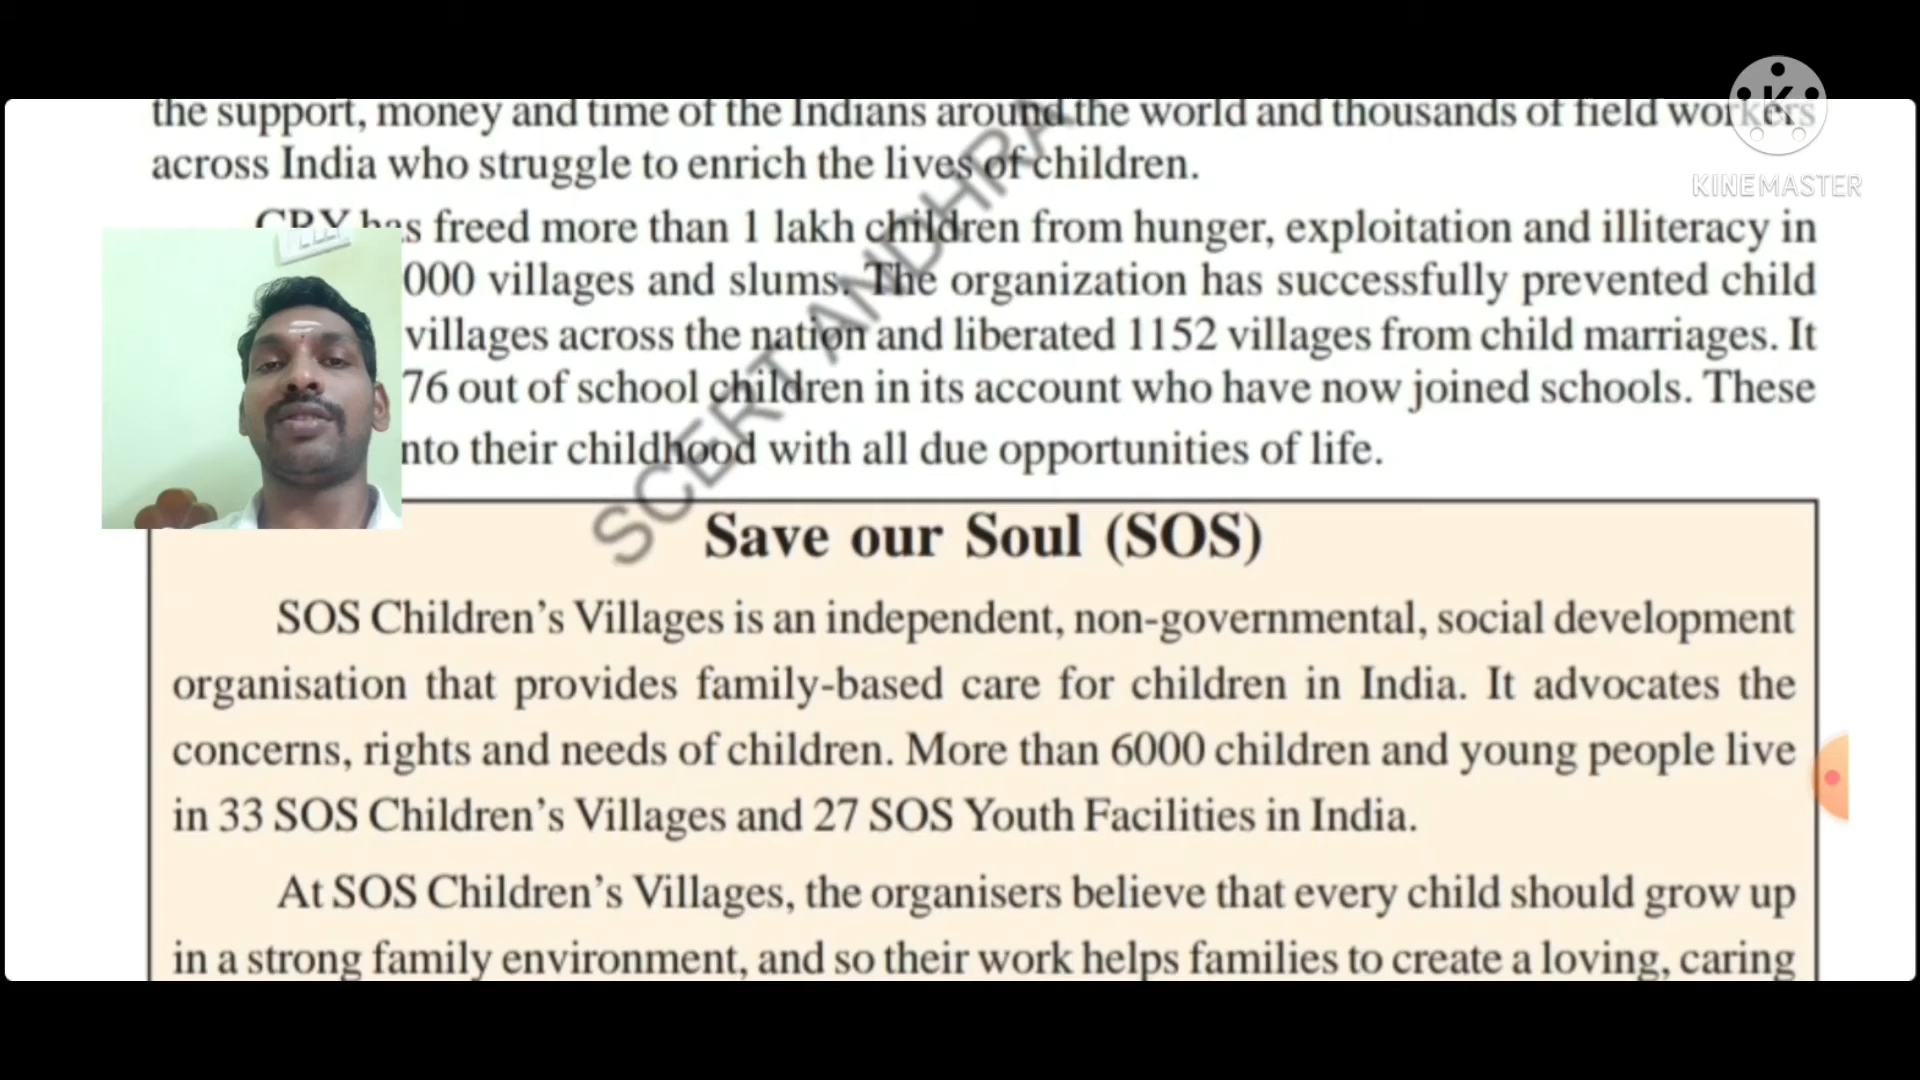 the support, money and time of the Indians around the world and thousands of field workers
across India who struggle to enrich the lives of children.
CRY has freed more than 1 lakh children from hunger, exploitation and illiteracy in
000 villages and slums. The organization has successfully prevented child
villages across the nation and liberated 1152 villages from child marriages. It
76 out of school children in its account who have now joined schools. These
nto their childhood with all due opportunities of life.
SCERT ANDHRA
Save our Soul (SOS)
SOS Children’s Villages is an independent, non-governmental, social development
organisation that provides family-based care for children in India. It advocates the
concerns, rights and needs of children. More than 6000 children and young people live
in 33 SOS Children’s Villages and 27 SOS Youth Facilities in India.
At SOS Children’s Villages, the organisers believe that every child should grow up
in a strong family environment, and so their work helps families to create a loving, caring
K
KINEMASTER